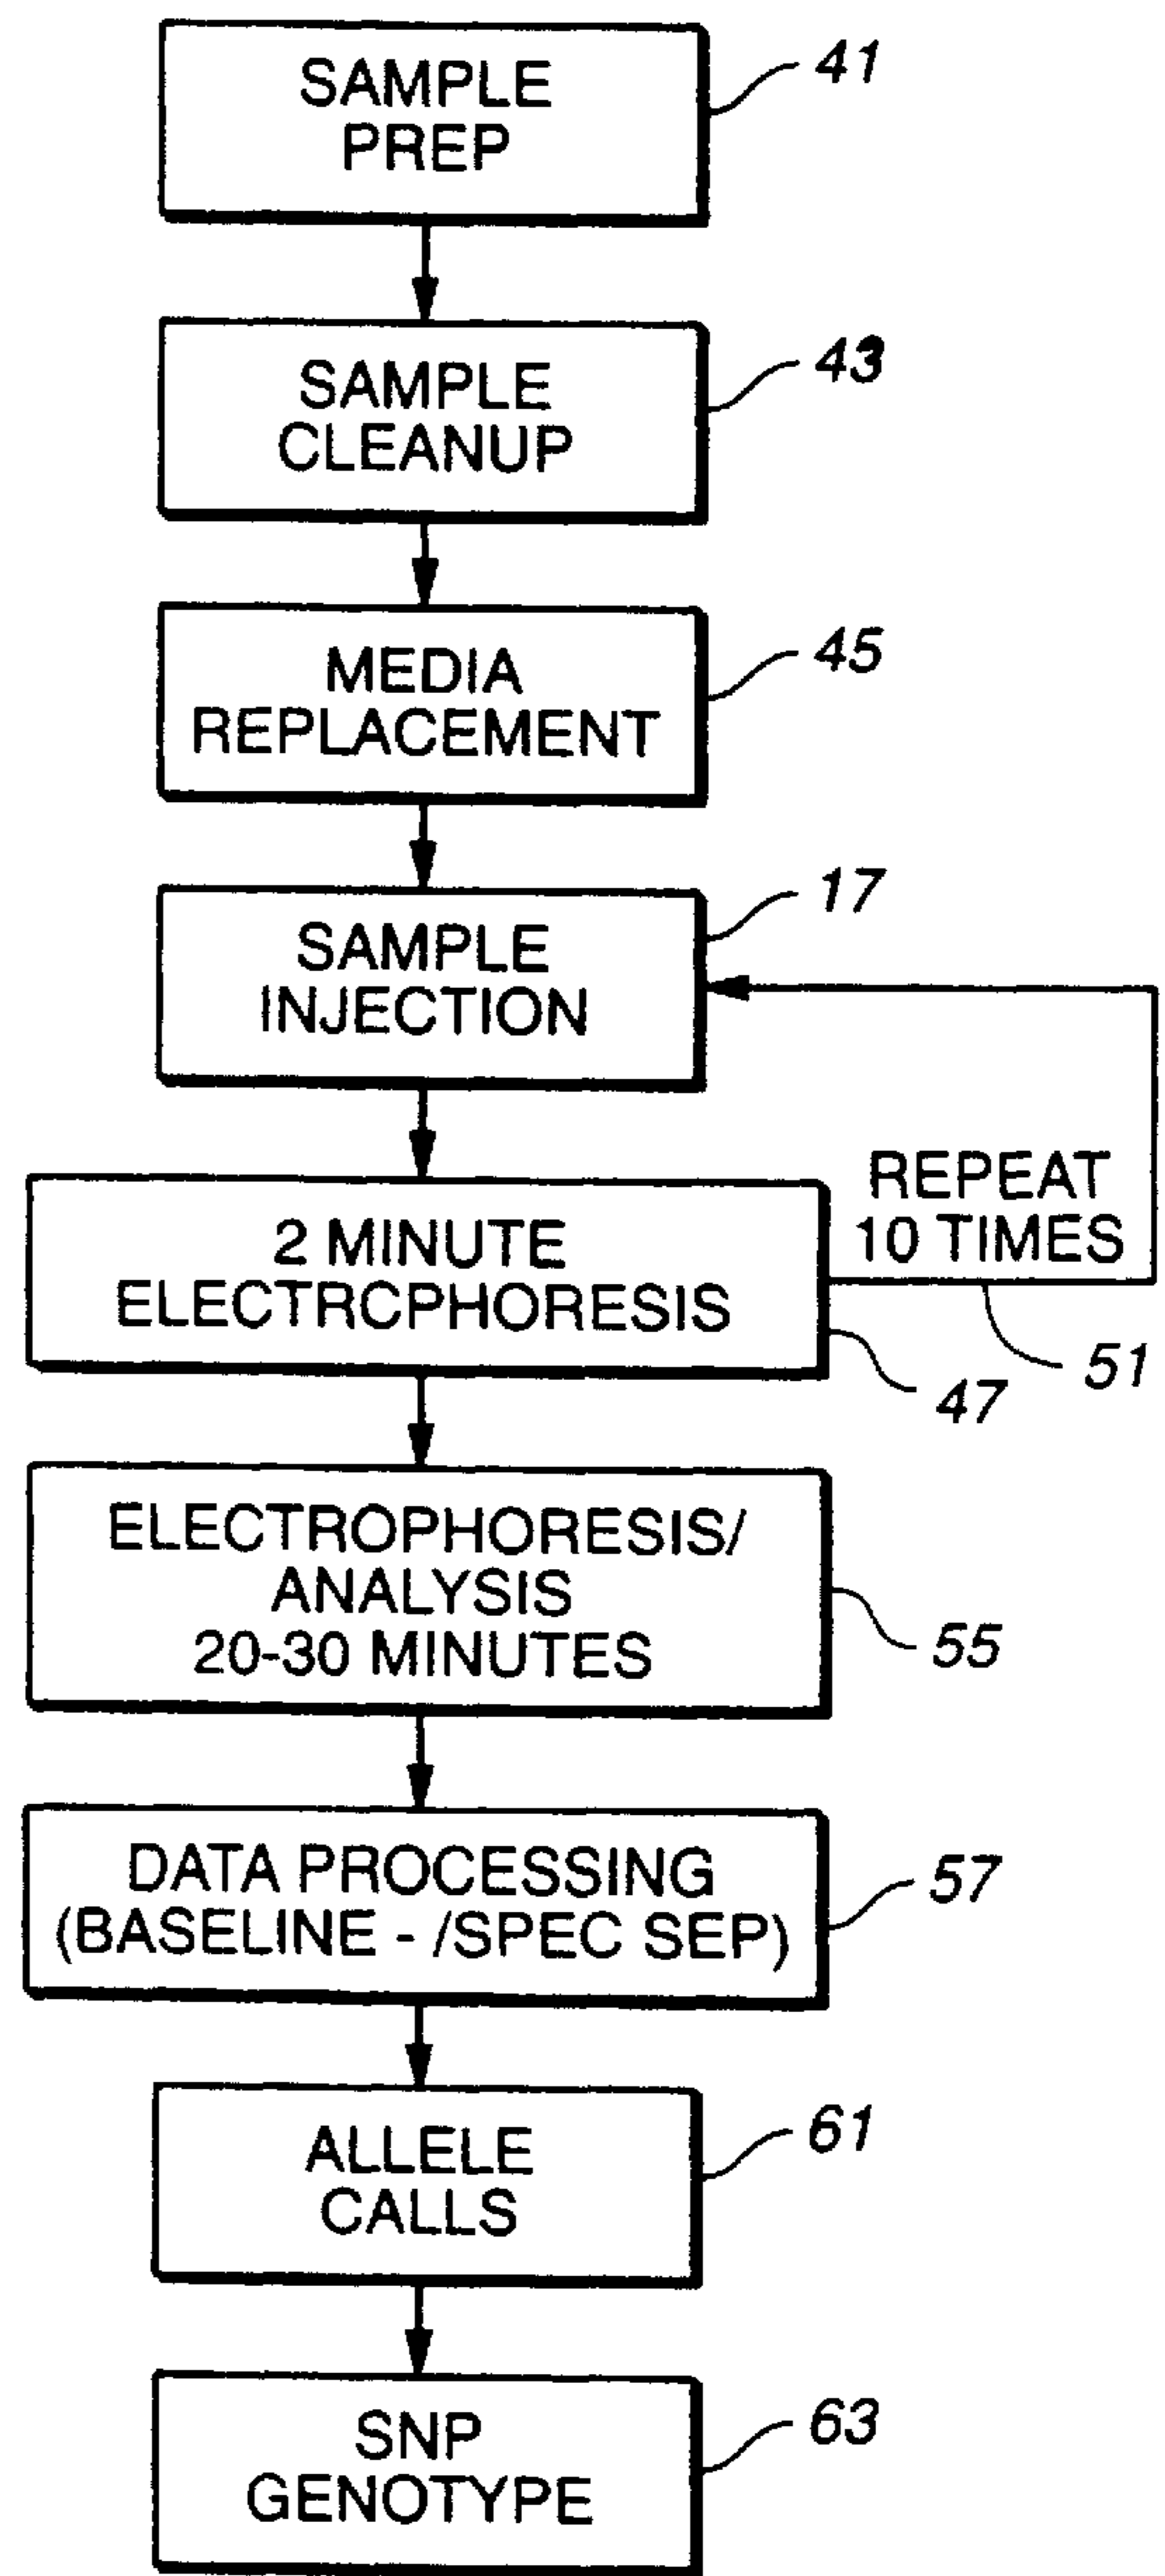 SAMPLE
PREP
41
SAMPLE
CLEANUP
43
MEDIA
REPLACEMENT
45
SAMPLE
INJECTION
17
2 MINUTE
ELECTRCPHORESIS
47
REPEAT
10 TIMES
51
ELECTROPHORESIS/
ANALYSIS
20-30 MINUTES
55
DATA PROCESSING
(BASELINE - /SPEC SEP)
57
ALLELE
CALLS
61
SNP
GENOTYPE
63